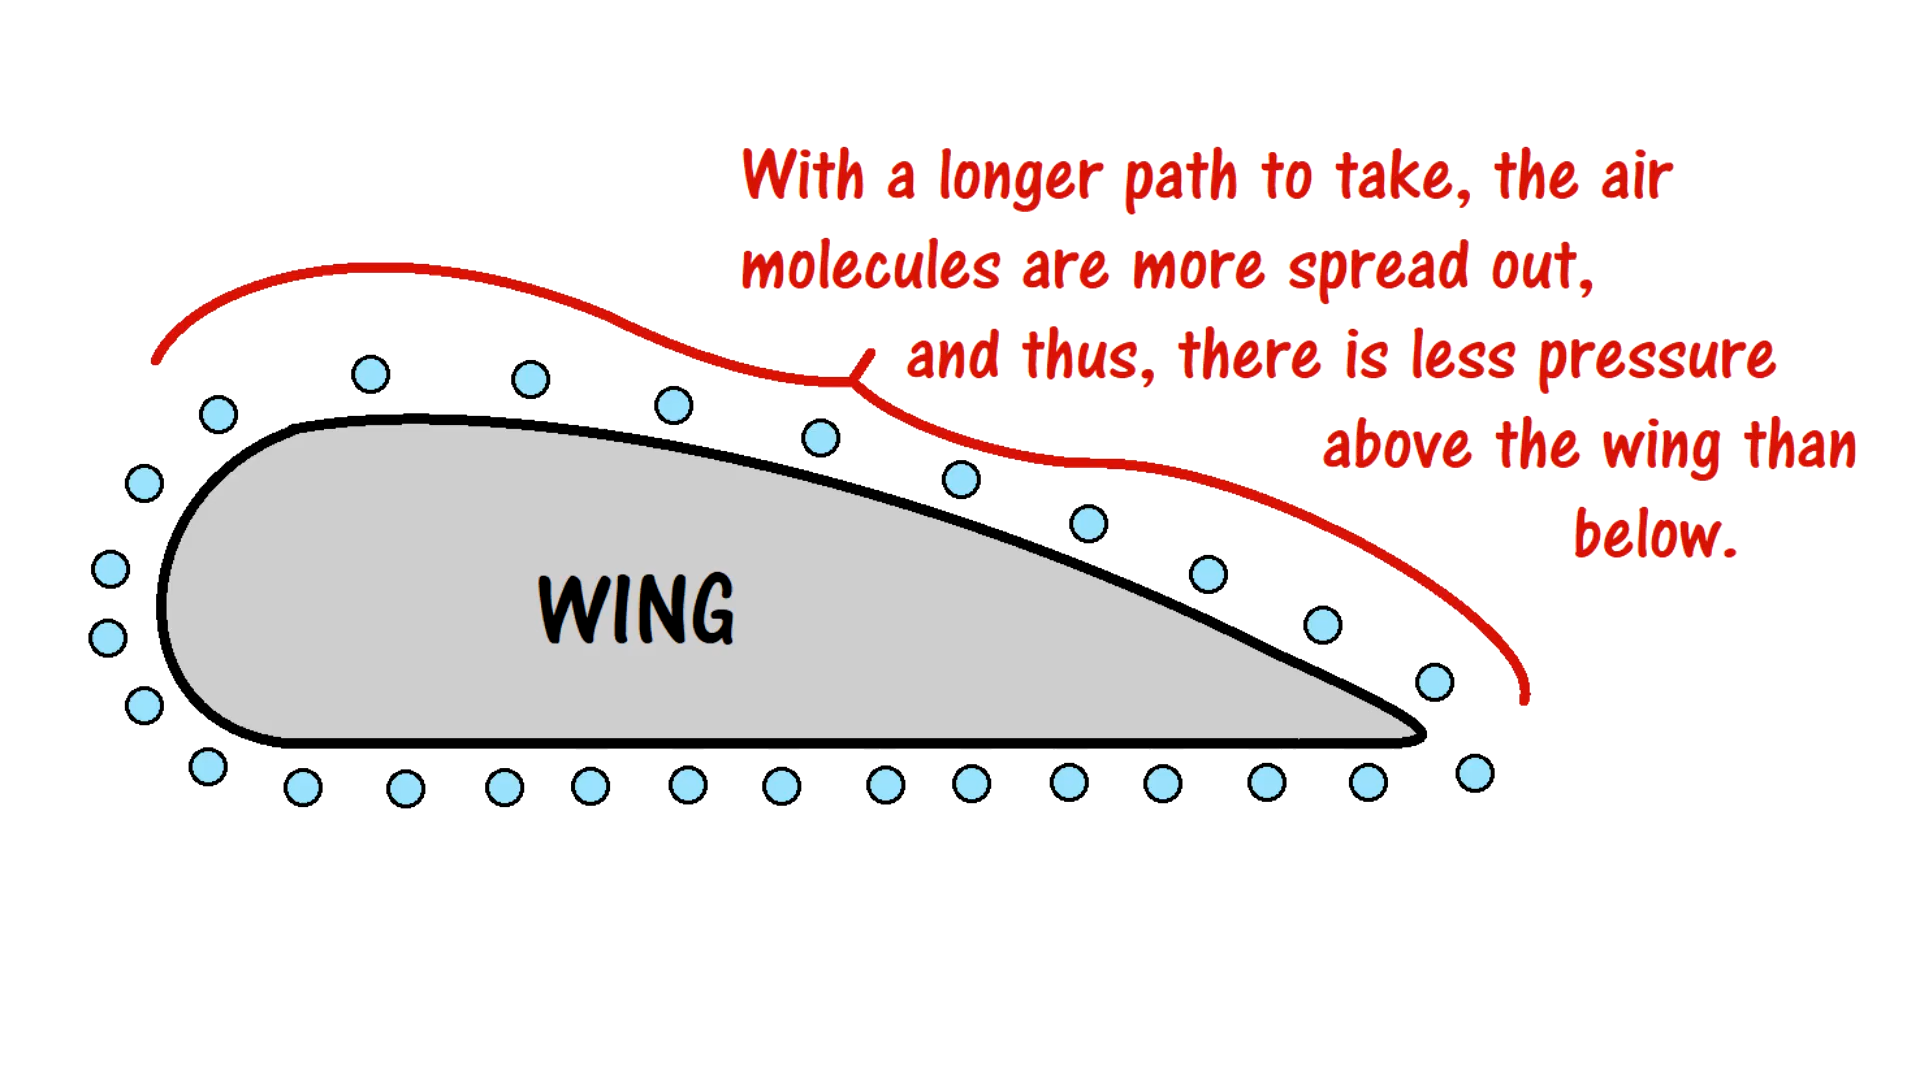 With a longer path to take, the air
molecules are more spread out,
and thus, there is less pressure
above the wing than
below.
WING